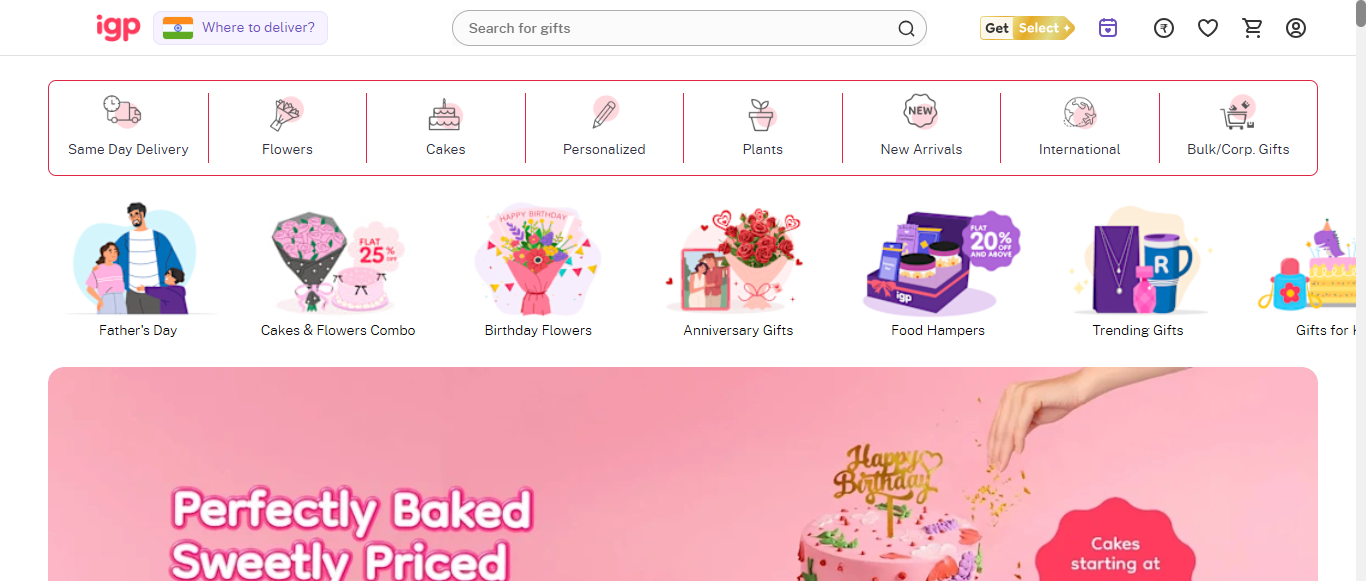 igp
Where to deliver?
Search for gifts
Get Select
₹
Same Day Delivery
Flowers
Cakes
Personalized
Plants
NEW
New Arrivals
International
Bulk/Corp. Gifts
FLAT
25%
OFF
HAPPY BIRTHDAY
FLAT
20%
OFF
AND ABOVE
igp
R
Father's Day
Cakes & Flowers Combo
Birthday Flowers
Anniversary Gifts
Food Hampers
Trending Gifts
Gifts for
Perfectly Baked
Sweetly Priced
Happy
Birthday
Cakes
starting at